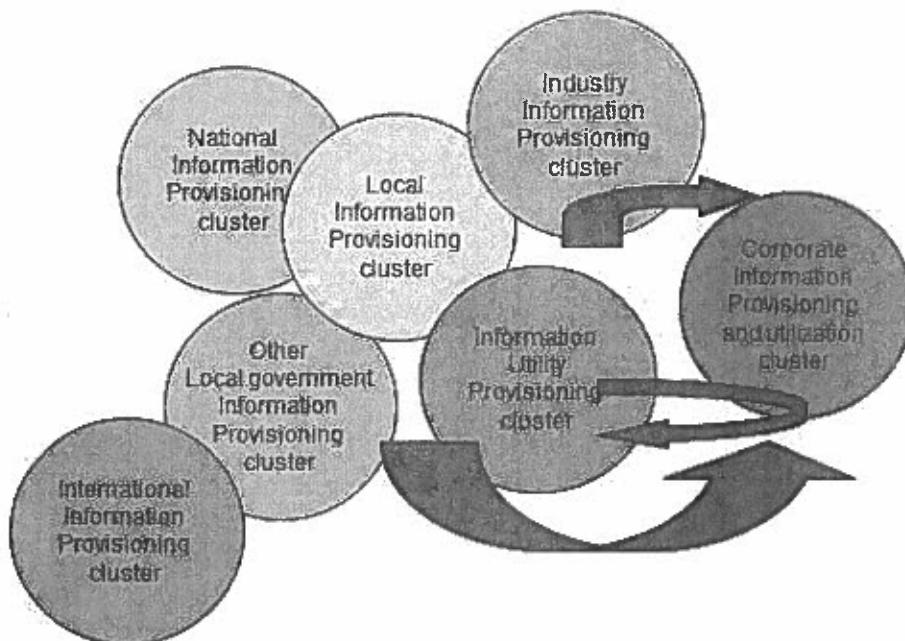 Industry
Information
Provisioning
cluster
National
Information
Provisioning
cluster
Local
Information
Provisioning
cluster
Corporate
Information
Provisioning
and utilization
cluster
Information
Utility
Provisioning
cluster
Other
Local government
Information
Provisioning
cluster
International
Information
Provisioning
cluster